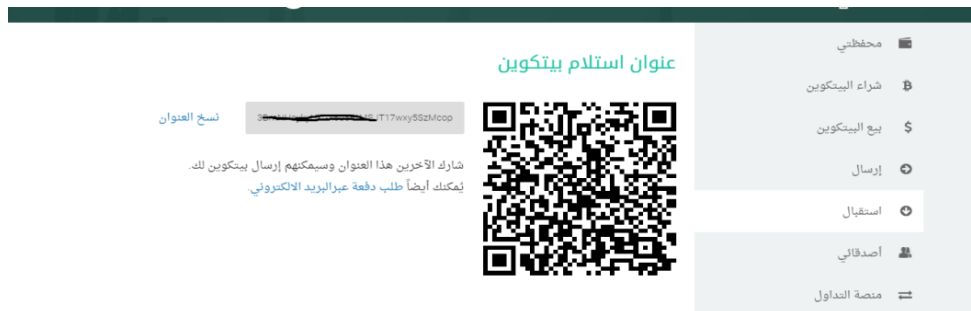 محفظتي
شراء البيتكوين
بيع البيتكوين
إرسال
استقبال
أصدقائي
منصة التداول
عنوان استلام بيتكوين
T17wxy5SzMcop
نسخ العنوان
شارك الآخرين هذا العنوان وسيمكنهم إرسال بيتكوين لك.
يُمكنك أيضاً طلب دفعة عبرالبريد الالكتروني.